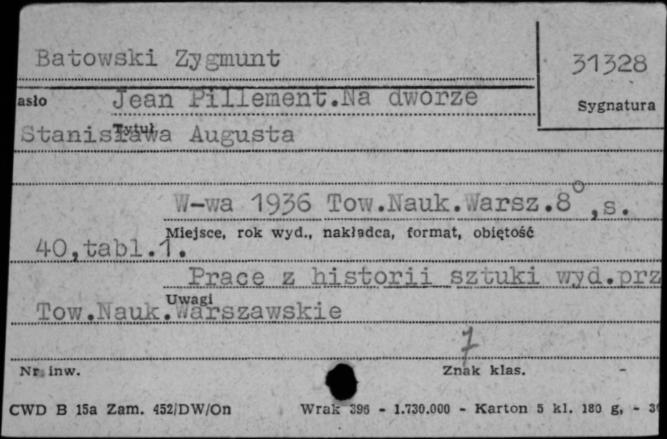 Batowski Zygmunt
31328
asło
Jean Pillement.Na dworze
Sygnatura
Tytuł
Stanisława Augusta
W-wa 1936 Tow.Nauk.Warsz.8°,s.
Miejsce, rok wyd., nakładca, format, objętość
40,tabl.1.
Prace z historii sztuki wyd.prz
Uwagi
Tow.Nauk.Warszawskie
7
Nr inw.
Znak klas.
CWD B 15a Zam. 452/DW/On Wrak 396 - 1.730.000 - Karton 5 kl. 180 g, -